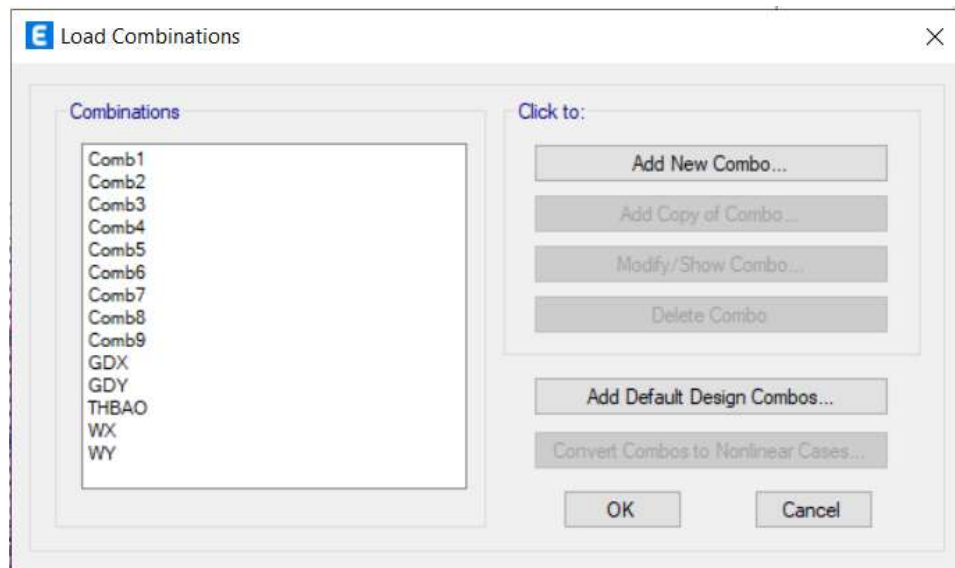 E Load Combinations
Combinations
Comb1
Comb2
Comb3
Comb4
Comb5
Comb6
Comb7
Comb8
Comb9
GDX
GDY
THBAO
WX
WY
Click to:
Add New Combo...
Add Copy of Combo...
Modify/Show Combo...
Delete Combo
Add Default Design Combos...
Convert Combos to Nonlinear Cases...
OK
Cancel